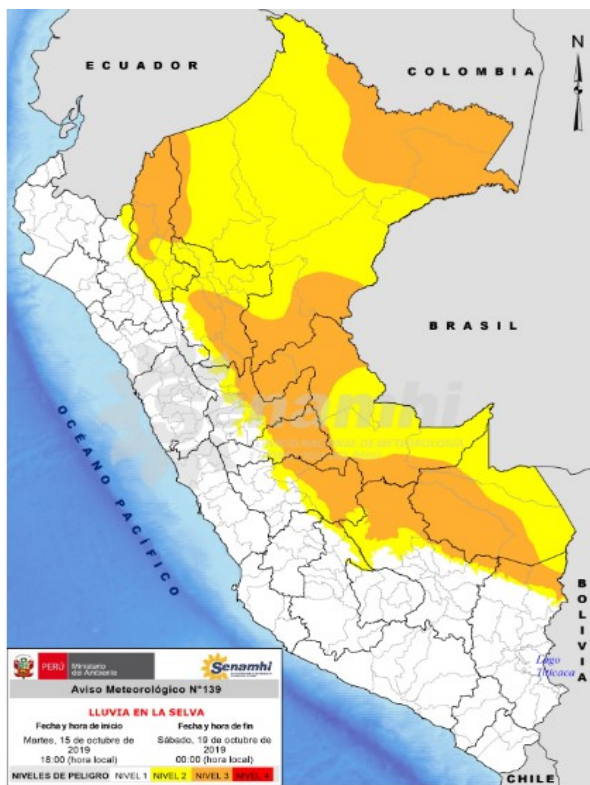 ECUADOR
COLOMBIA
N
BRASIL
OCÉANO PACÍFICO
Senamhi
BOLIVIA
Lago
Titicaca
CHILE
PERÚ
Ministerio
del Ambiente
Senamhi
Aviso Meteorológico N°139
LLUVIA EN LA SELVA
Fecha y hora de inicio
Fecha y hora de fin
Martes, 15 de octubre de
2019
18:00 (hora local)
Sábado, 19 de octubre de
2019
00:00 (hora local)
NIVELES DE PELIGRO NIVEL 1 NIVEL 2 NIVEL 3 NIVEL 4